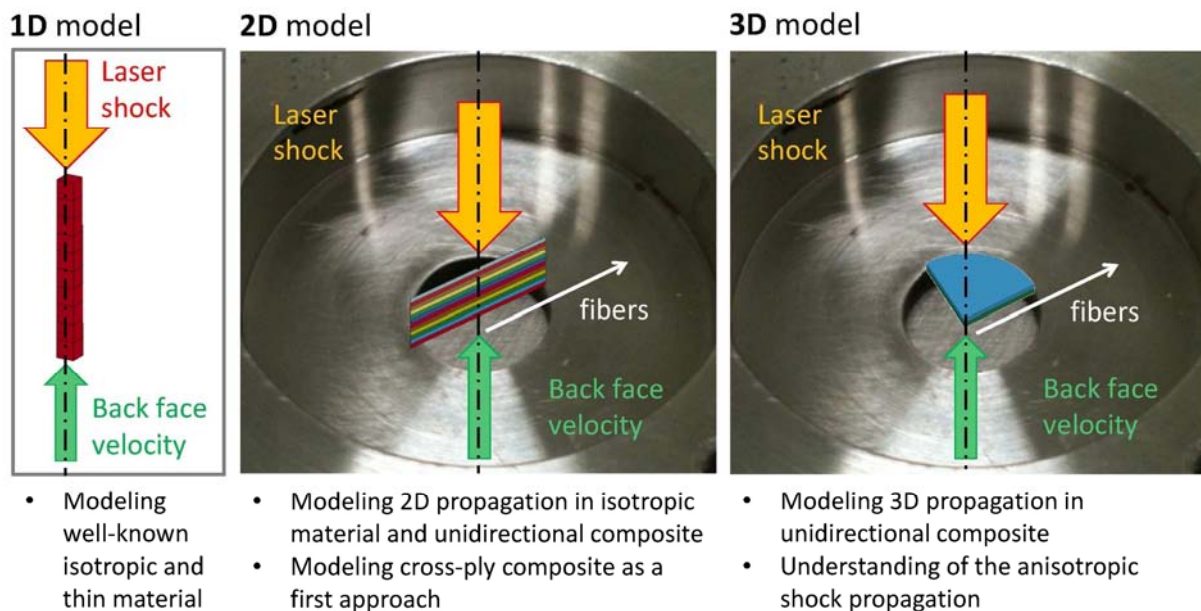 1D model
Laser
shock
Back face
velocity
• Modeling
well-known
isotropic and
thin material
2D model
Laser
shock
fibers
Back face
velocity
• Modeling 2D propagation in isotropic
material and unidirectional composite
• Modeling cross-ply composite as a
first approach
3D model
Laser
shock
fibers
Back face
velocity
• Modeling 3D propagation in
unidirectional composite
• Understanding of the anisotropic
shock propagation